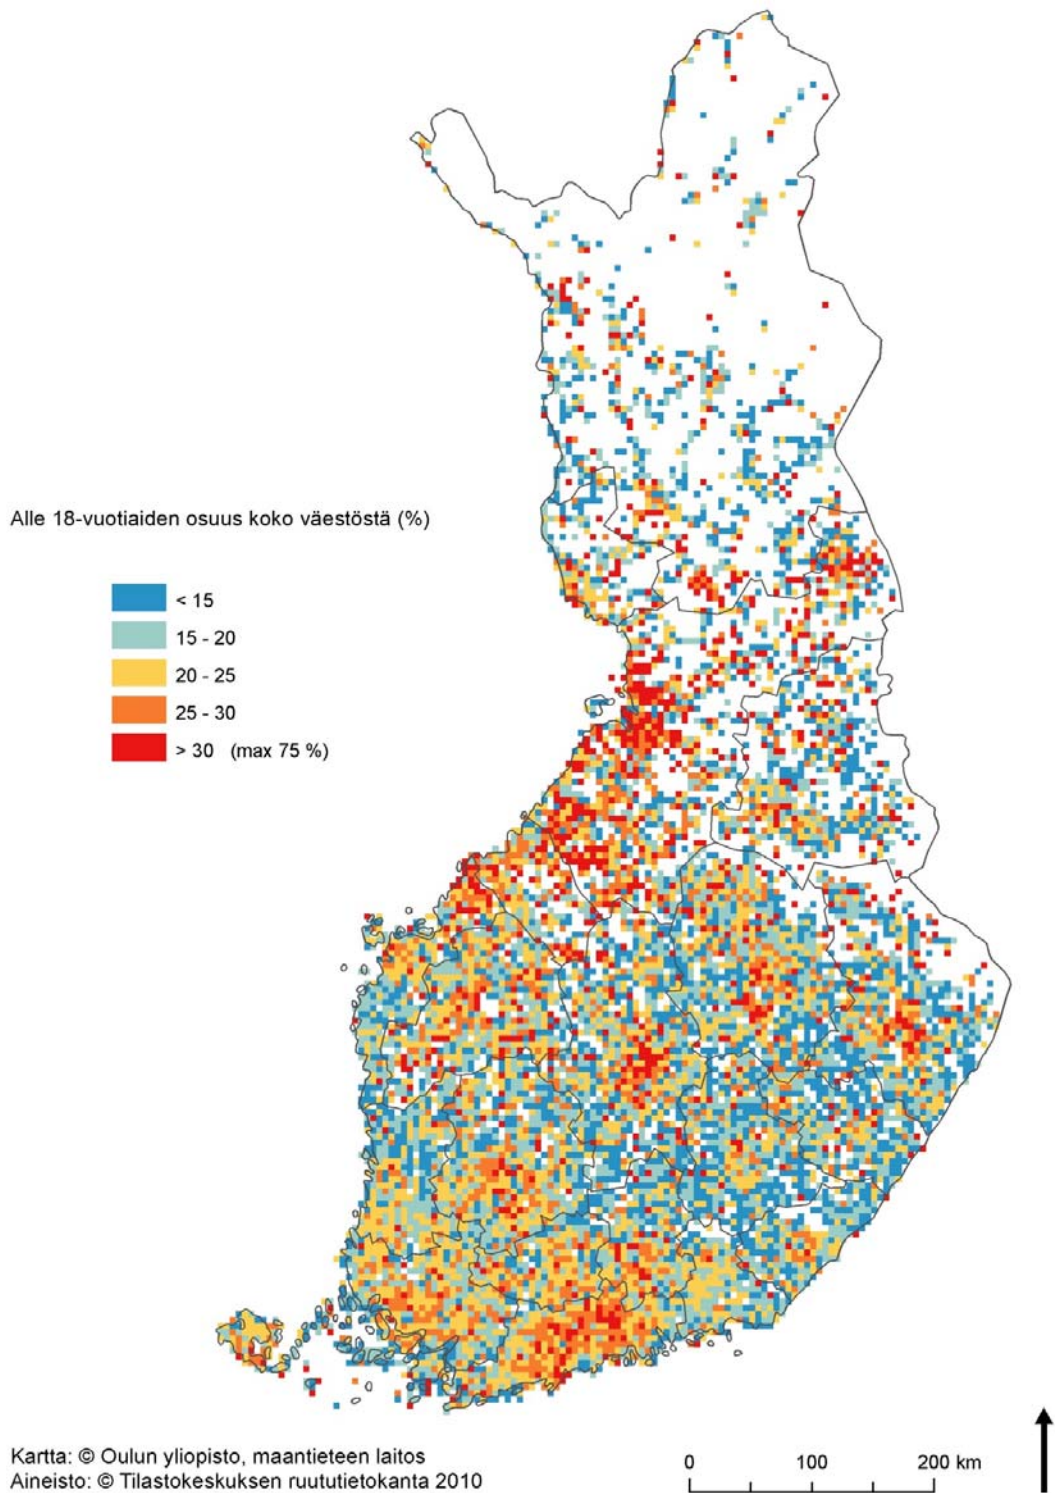 Alle 18-vuotiaiden osuus koko väestöstä (%)
< 15
15 - 20
20 - 25
25 - 30
> 30 (max 75 %)
Kartta: © Oulun yliopisto, maantieteen laitos
Aineisto: © Tilastokeskuksen ruututietokanta 2010
0 100 200 km